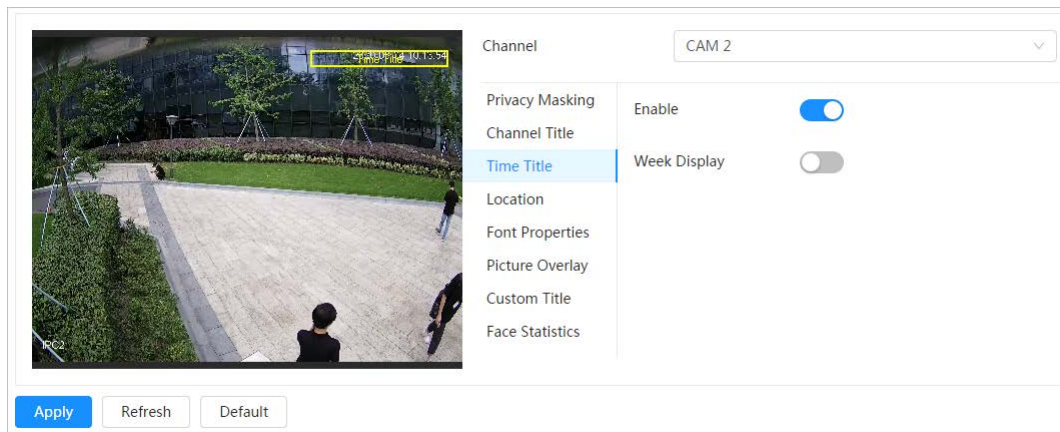 Channel
CAM 2
Privacy Masking
Channel Title
Time Title
Location
Font Properties
Picture Overlay
Custom Title
Face Statistics
Enable
Week Display
Time Title
IPC2
Apply
Refresh
Default